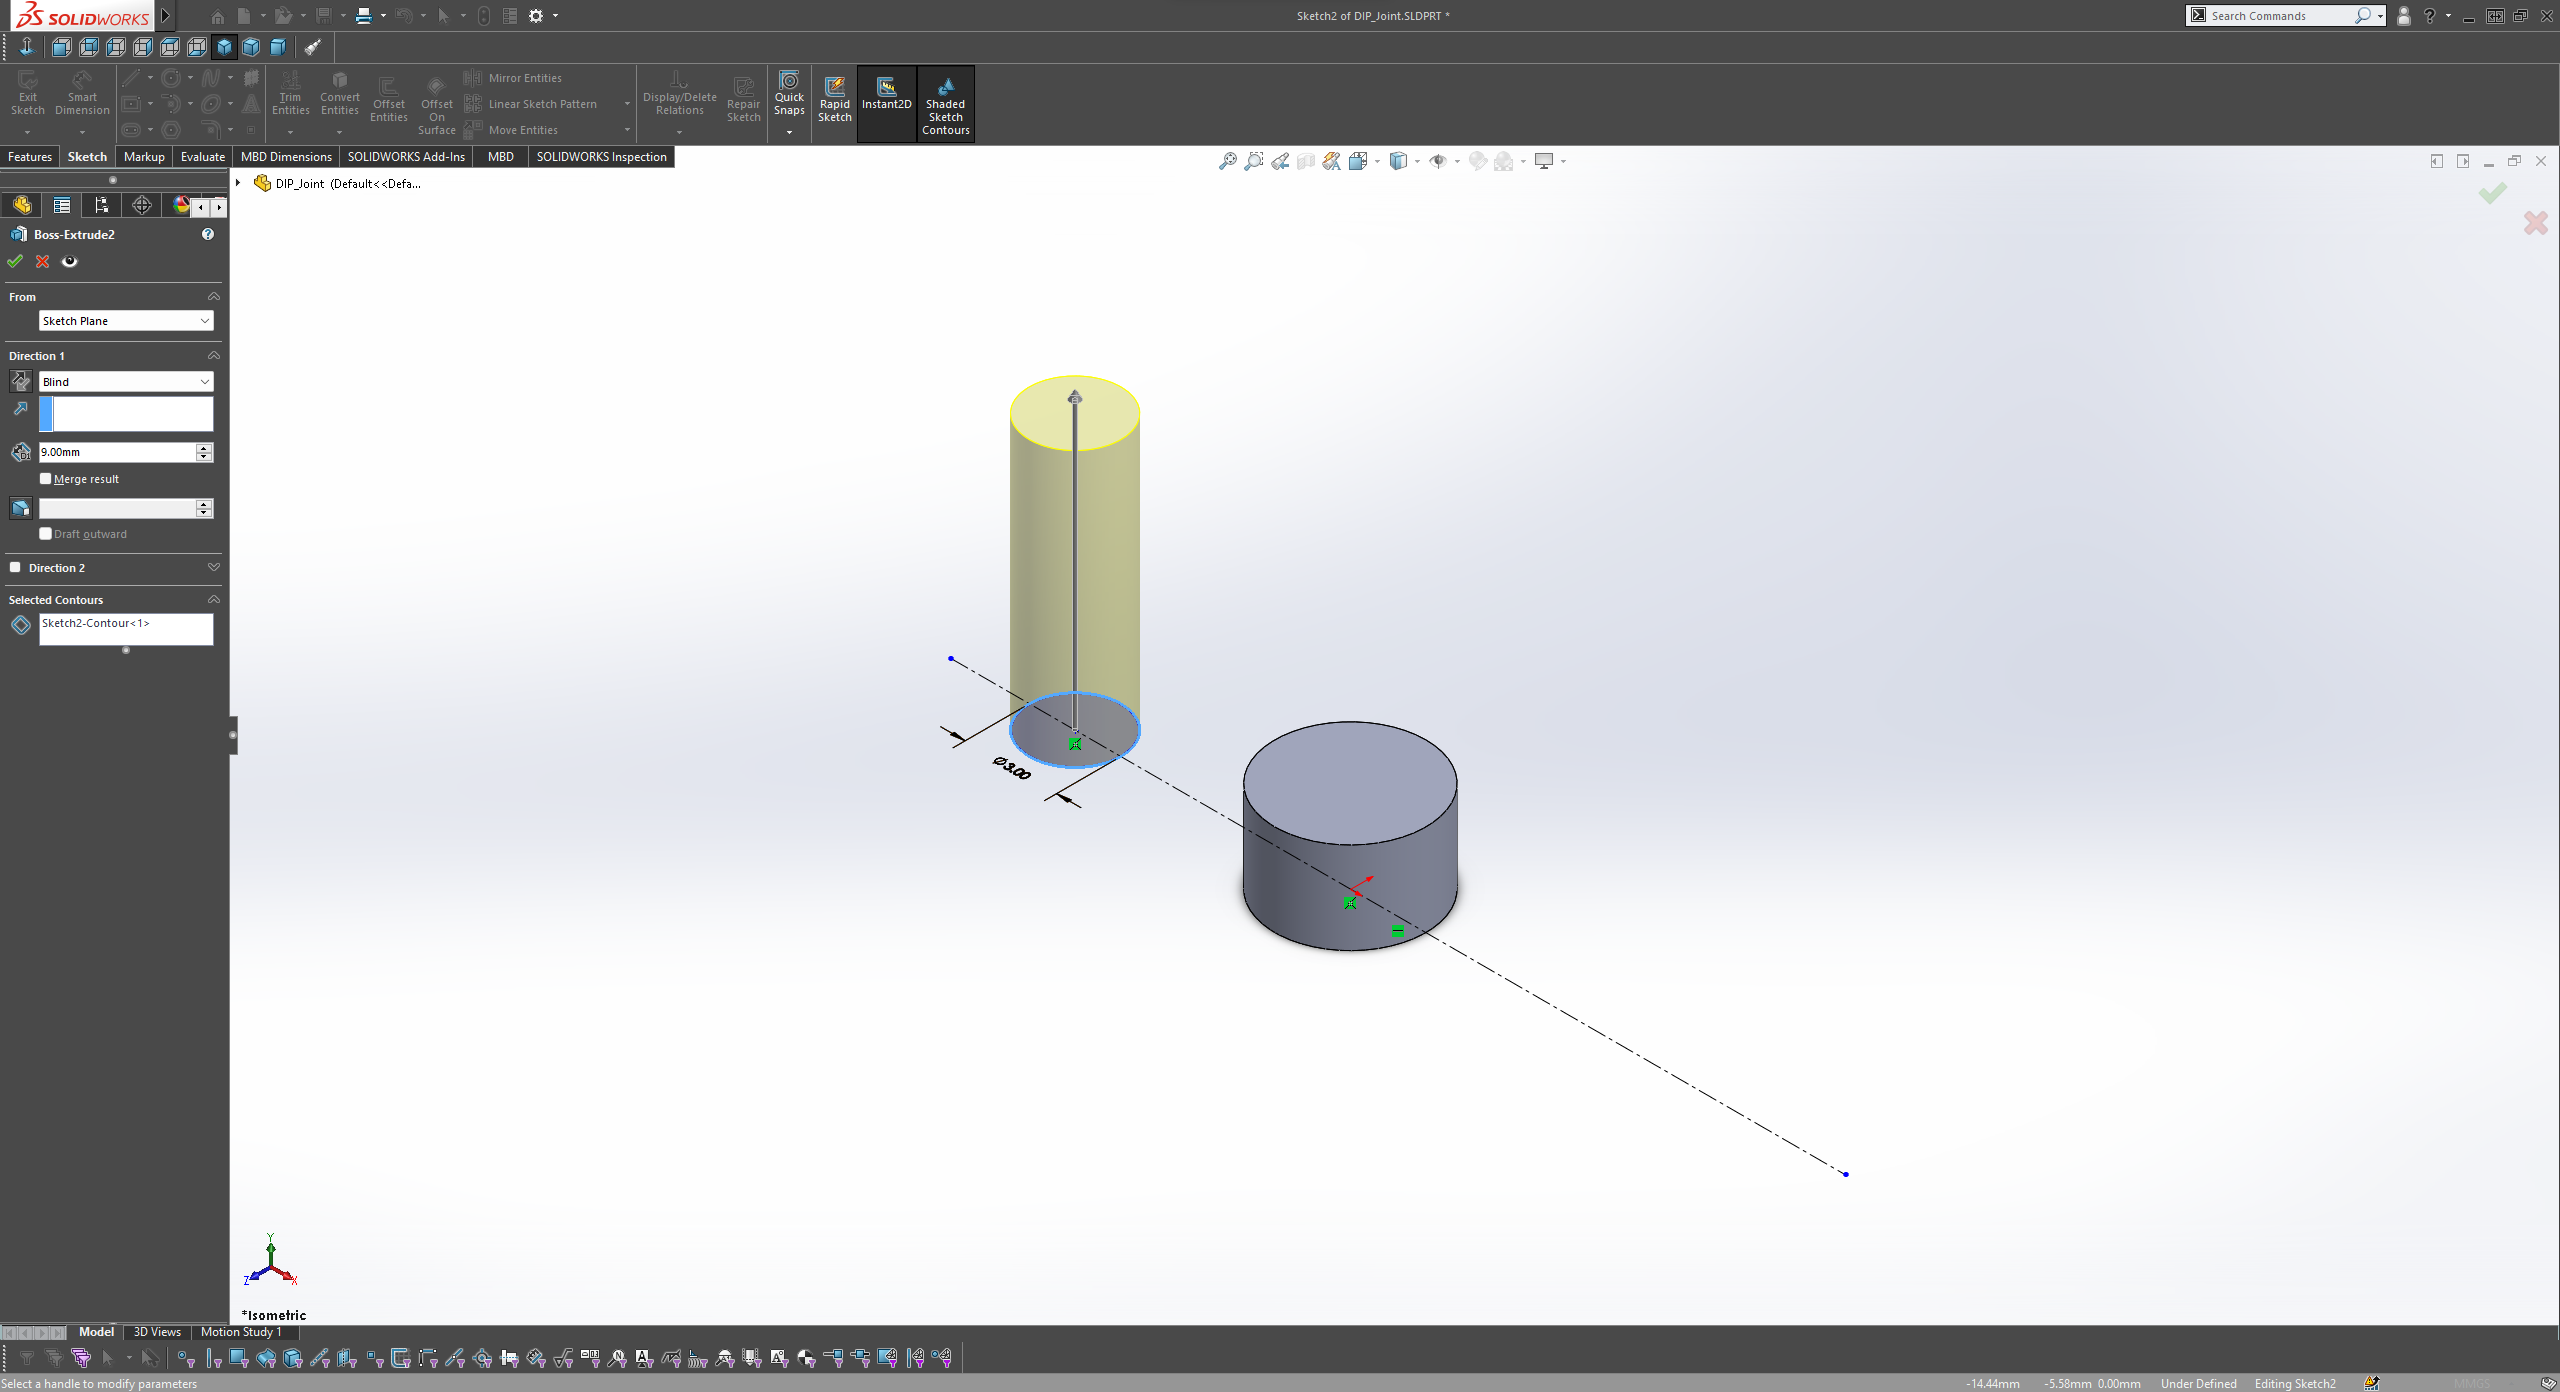 SOLIDWORKS
Sketch2 of DIP_Joint.SLDPRT *
Search Commands
Exit Sketch
Smart Dimension
Trim Entities
Convert Entities
Offset Entities
Offset On Surface
Mirror Entities
Linear Sketch Pattern
Move Entities
Display/Delete Relations
Repair Sketch
Quick Snaps
Rapid Sketch
Instant2D
Shaded Sketch Contours
Features Sketch Markup Evaluate MBD Dimensions SOLIDWORKS Add-Ins MBD SOLIDWORKS Inspection
DIP_Joint (Default<<Defa...
Boss-Extrude2
From
Sketch Plane
Direction 1
Blind
9.00mm
Merge result
Draft outward
Direction 2
Selected Contours
Sketch2-Contour<1>
⌀3.00
Y
Z
X
*Isometric
Model 3D Views Motion Study 1
Select a handle to modify parameters
-14.44mm -5.58mm 0.00mm Under Defined Editing Sketch2 MMGS